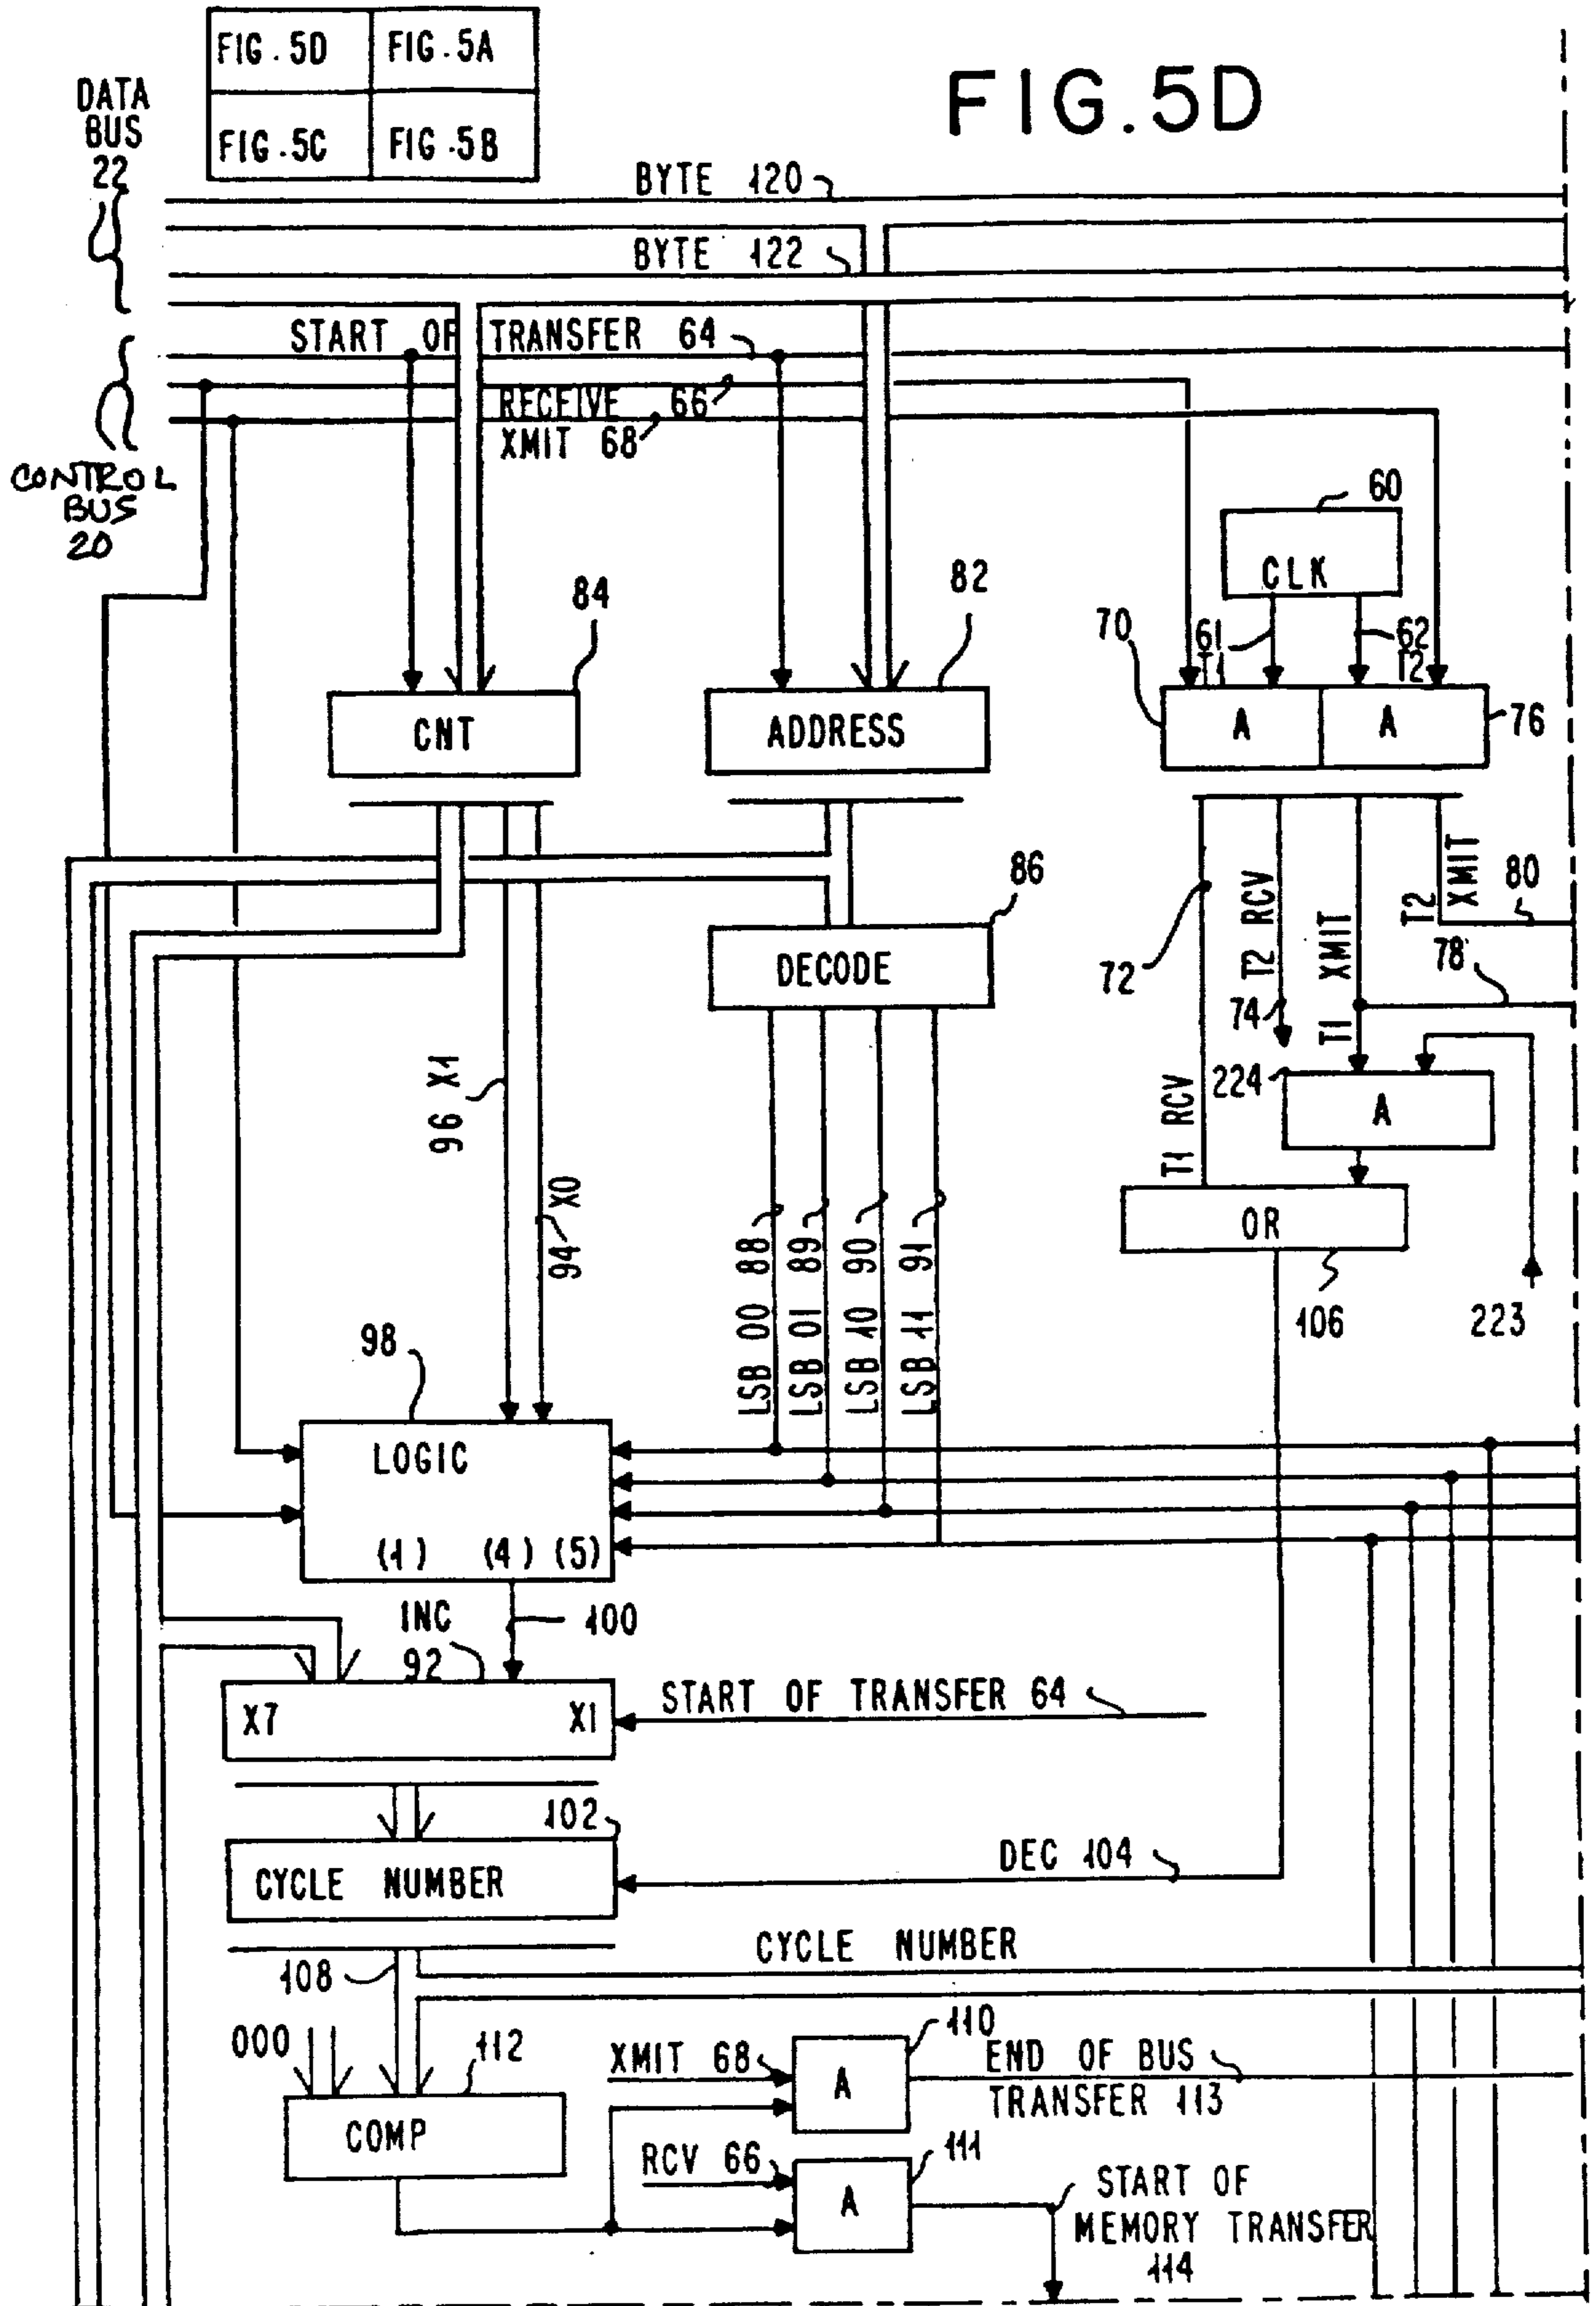 FIG.5D FIG.5A
FIG.5C FIG.5B
FIG.5D
DATA
BUS
22
BYTE 120
BYTE 122
START OF TRANSFER 64
RECEIVE 66
XMIT 68
CONTROL
BUS
20
60
CLK
84
82
70
61
T1
62
T2
CNT
ADDRESS
A
A
76
86
DECODE
72
T2 RCV
74
T1 XMIT
T2 XMIT
80
78
224
A
T1 RCV
OR
106
223
96 X1
94 X0
LSB 00 88
LSB 01 89
LSB 10 90
LSB 11 91
98
LOGIC
(1) (4) (5)
INC
92
100
X7 X1
START OF TRANSFER 64
102
CYCLE NUMBER
DEC 104
CYCLE NUMBER
108
000
112
COMP
XMIT 68
110
A
END OF BUS
TRANSFER 113
RCV 66
111
A
START OF
MEMORY TRANSFER
114